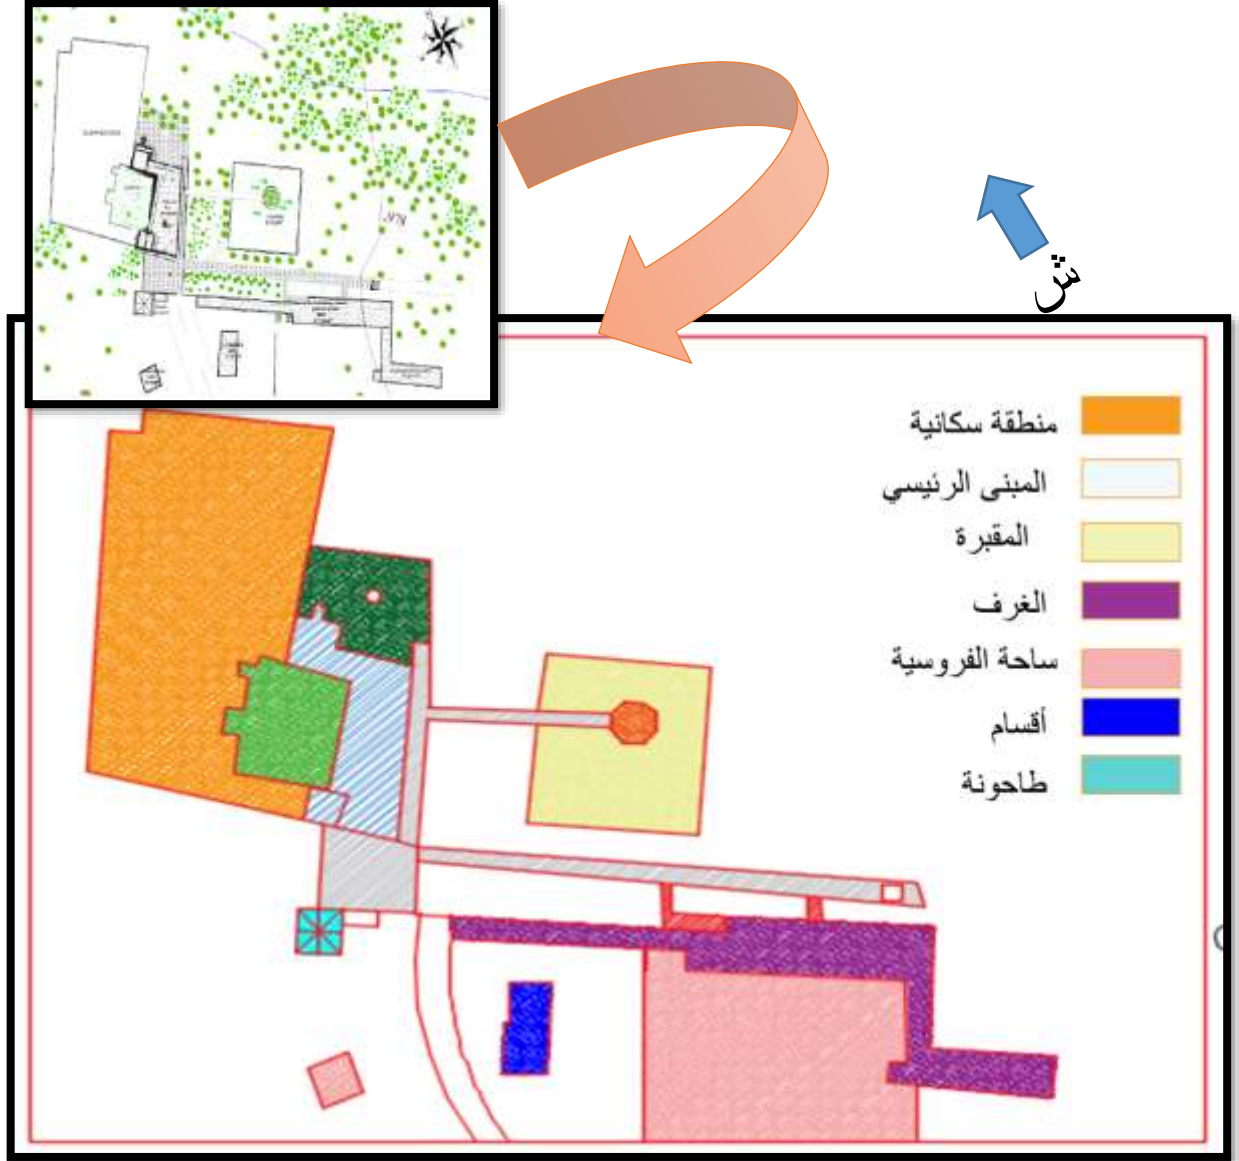 ش
منطقة سكانية
المبنى الرئيسي
المقبرة
الغرف
ساحة الفروسية
أقسام
طاحونة